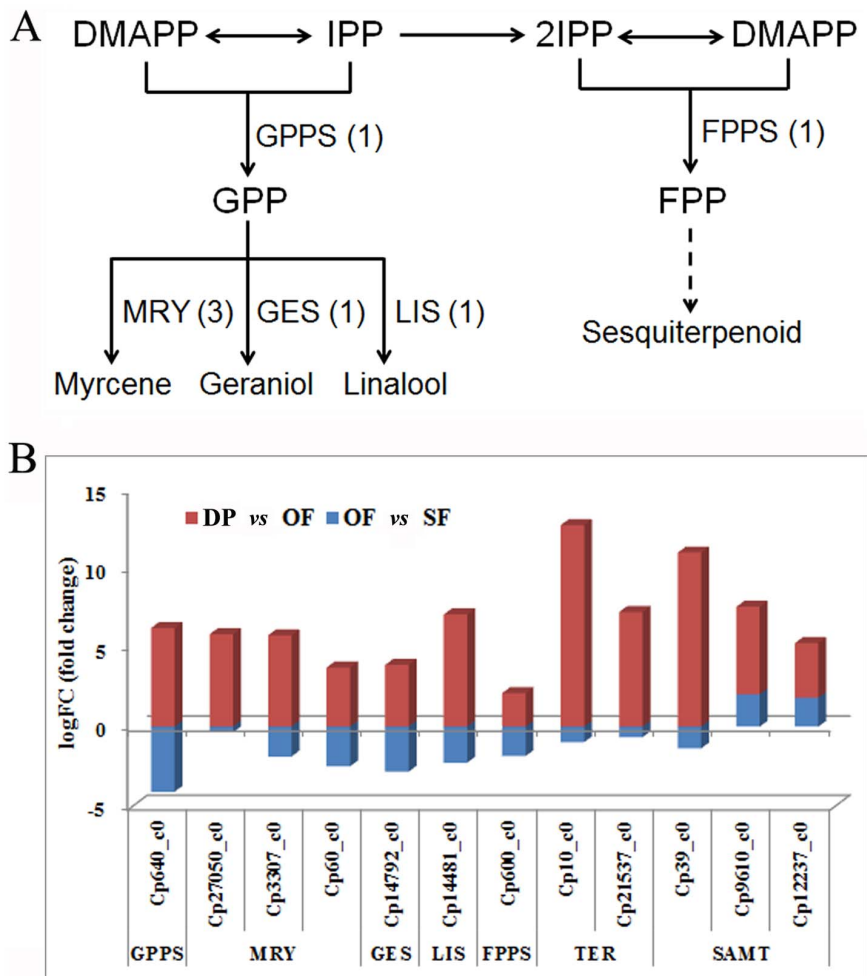 A
DMAPP IPP 2IPP DMAPP
GPPS (1) FPPS (1)
GPP FPP
MRY (3) GES (1) LIS (1)
Sesquiterpenoid
Myrcene Geraniol Linalool
B
DP vs OF OF vs SF
logFC (fold change)
15
10
5
0
-5
Cp640_c0
Cp27050_c0
Cp3307_c0
Cp60_c0
Cp14792_c0
Cp14481_c0
Cp600_c0
Cp10_c0
Cp21537_c0
Cp39_c0
Cp9610_c0
Cp12237_c0
GPPS MRY GES LIS FPPS TER SAMT